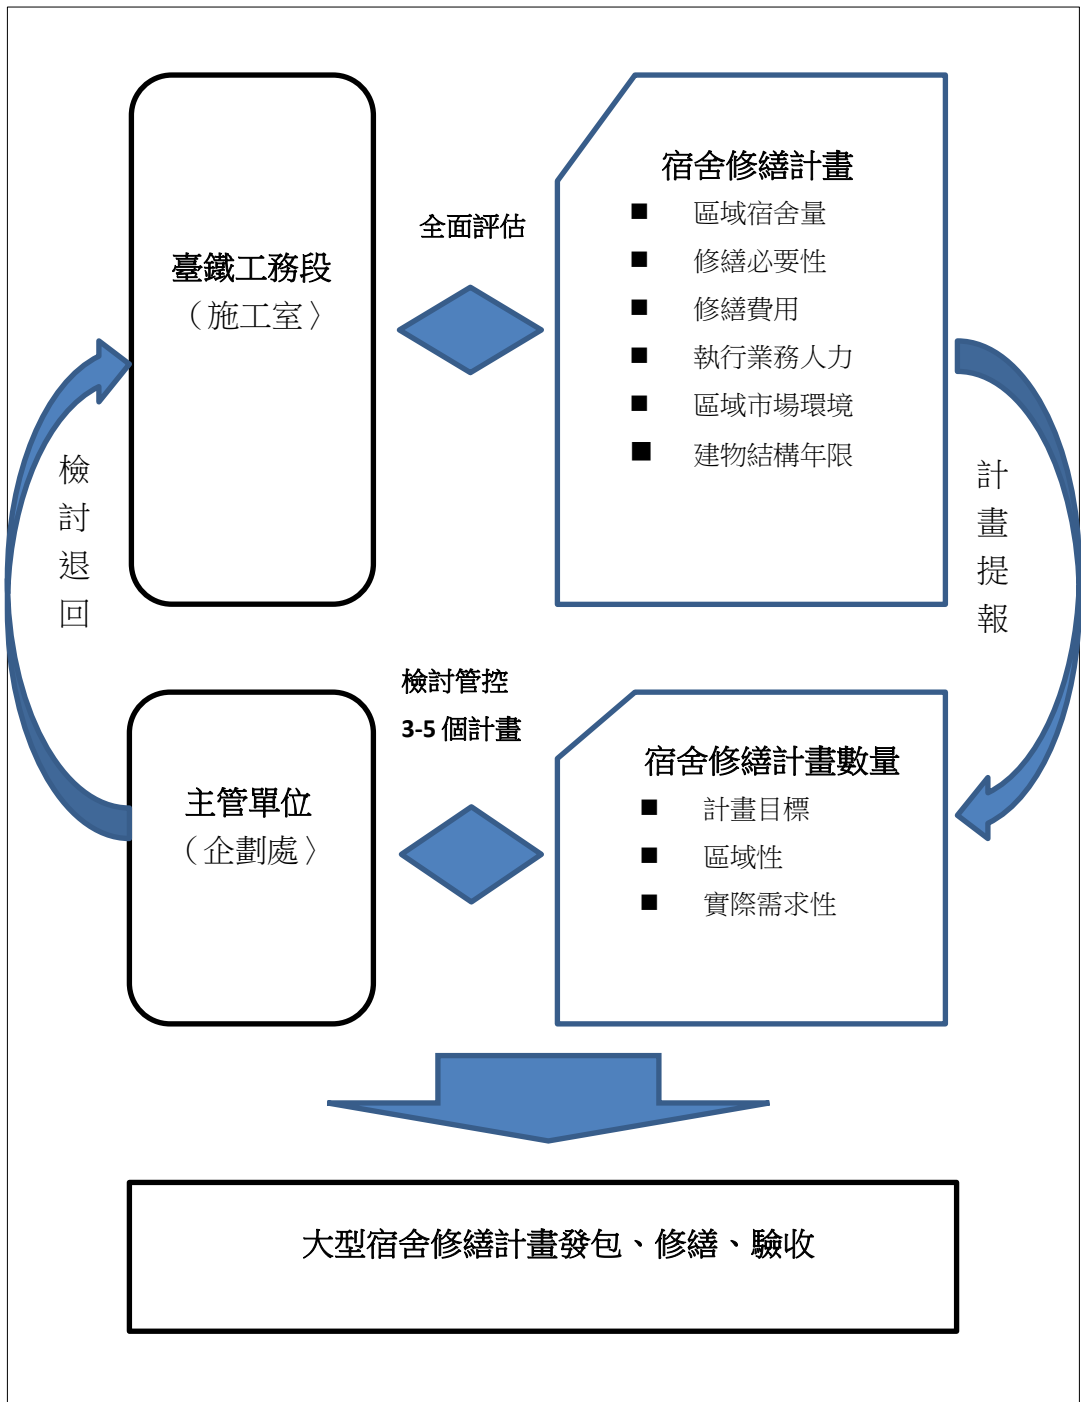 臺鐵工務段
（施工室）
全面評估
宿舍修繕計畫
■ 區域宿舍量
■ 修繕必要性
■ 修繕費用
■ 執行業務人力
■ 區域市場環境
■ 建物結構年限
計畫提報
檢討退回
主管單位
（企劃處）
檢討管控
3-5 個計畫
宿舍修繕計畫數量
■ 計畫目標
■ 區域性
■ 實際需求性
大型宿舍修繕計畫發包、修繕、驗收